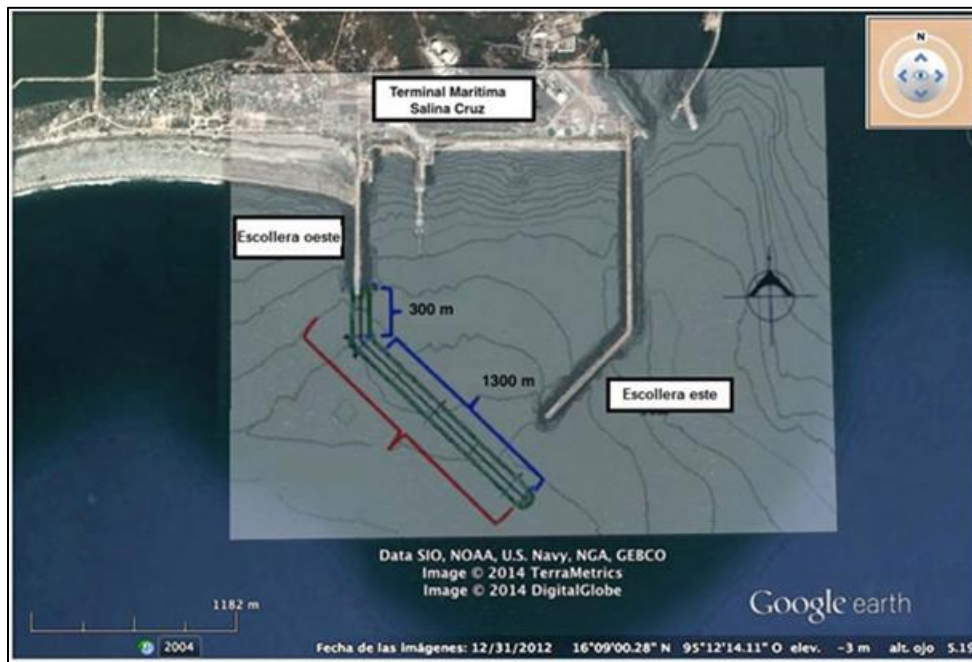 N
Terminal Marítima
Salina Cruz
Escollera oeste
300 m
1300 m
Escollera este
Data SIO, NOAA, U.S. Navy, NGA, GEBCO
Image © 2014 TerraMetrics
Image © 2014 DigitalGlobe
1182 m
Google earth
2004
Fecha de las imágenes: 12/31/2012 16°09'00.28" N 95°12'14.11" O elev. -3 m alt. ojo